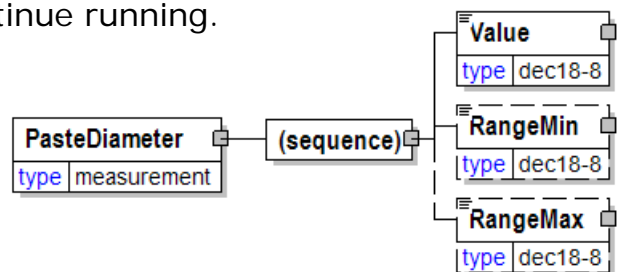 tinue running.
Value
type dec18-8
PasteDiameter
type measurement
(sequence)
RangeMin
type dec18-8
RangeMax
type dec18-8